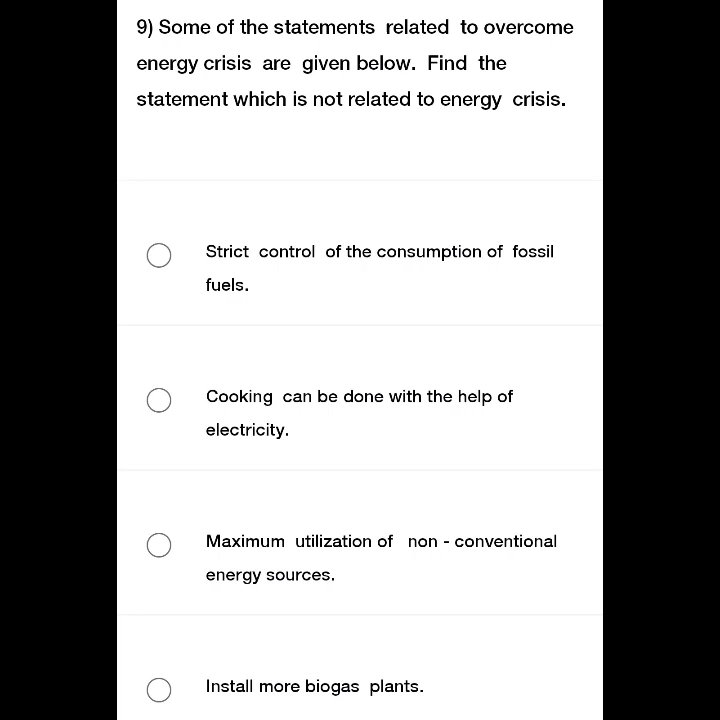 9) Some of the statements related to overcome
energy crisis are given below. Find the
statement which is not related to energy crisis.
Strict control of the consumption of fossil
fuels.
Cooking can be done with the help of
electricity.
Maximum utilization of non - conventional
energy sources.
Install more biogas plants.